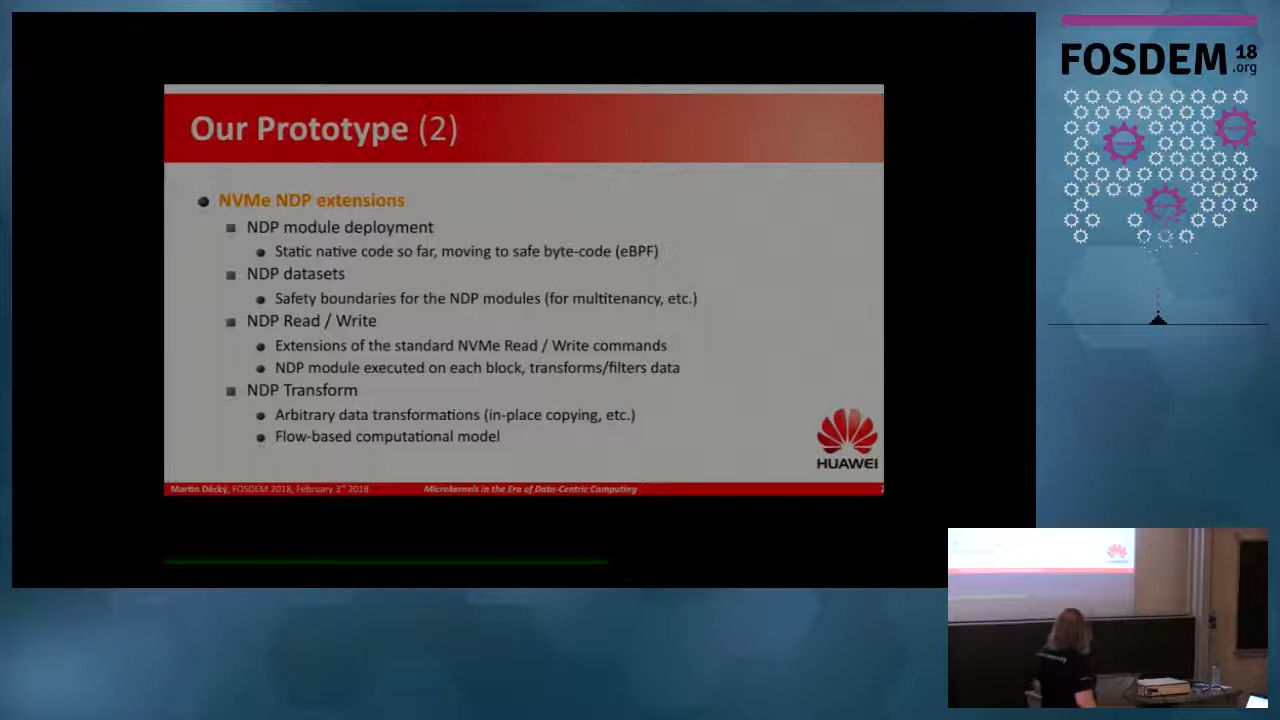 Our Prototype (2)
NVMe NDP extensions
NDP module deployment
Static native code so far, moving to safe byte-code (eBPF)
NDP datasets
Safety boundaries for the NDP modules (for multitenancy, etc.)
NDP Read / Write
Extensions of the standard NVMe Read / Write commands
NDP module executed on each block, transforms/filters data
NDP Transform
Arbitrary data transformations (in-place copying, etc.)
Flow-based computational model
HUAWEI
Martin Děcký, FOSDEM 2018, February 3rd 2018
Microkernels in the Era of Data-Centric Computing
FOSDEM 18
.org